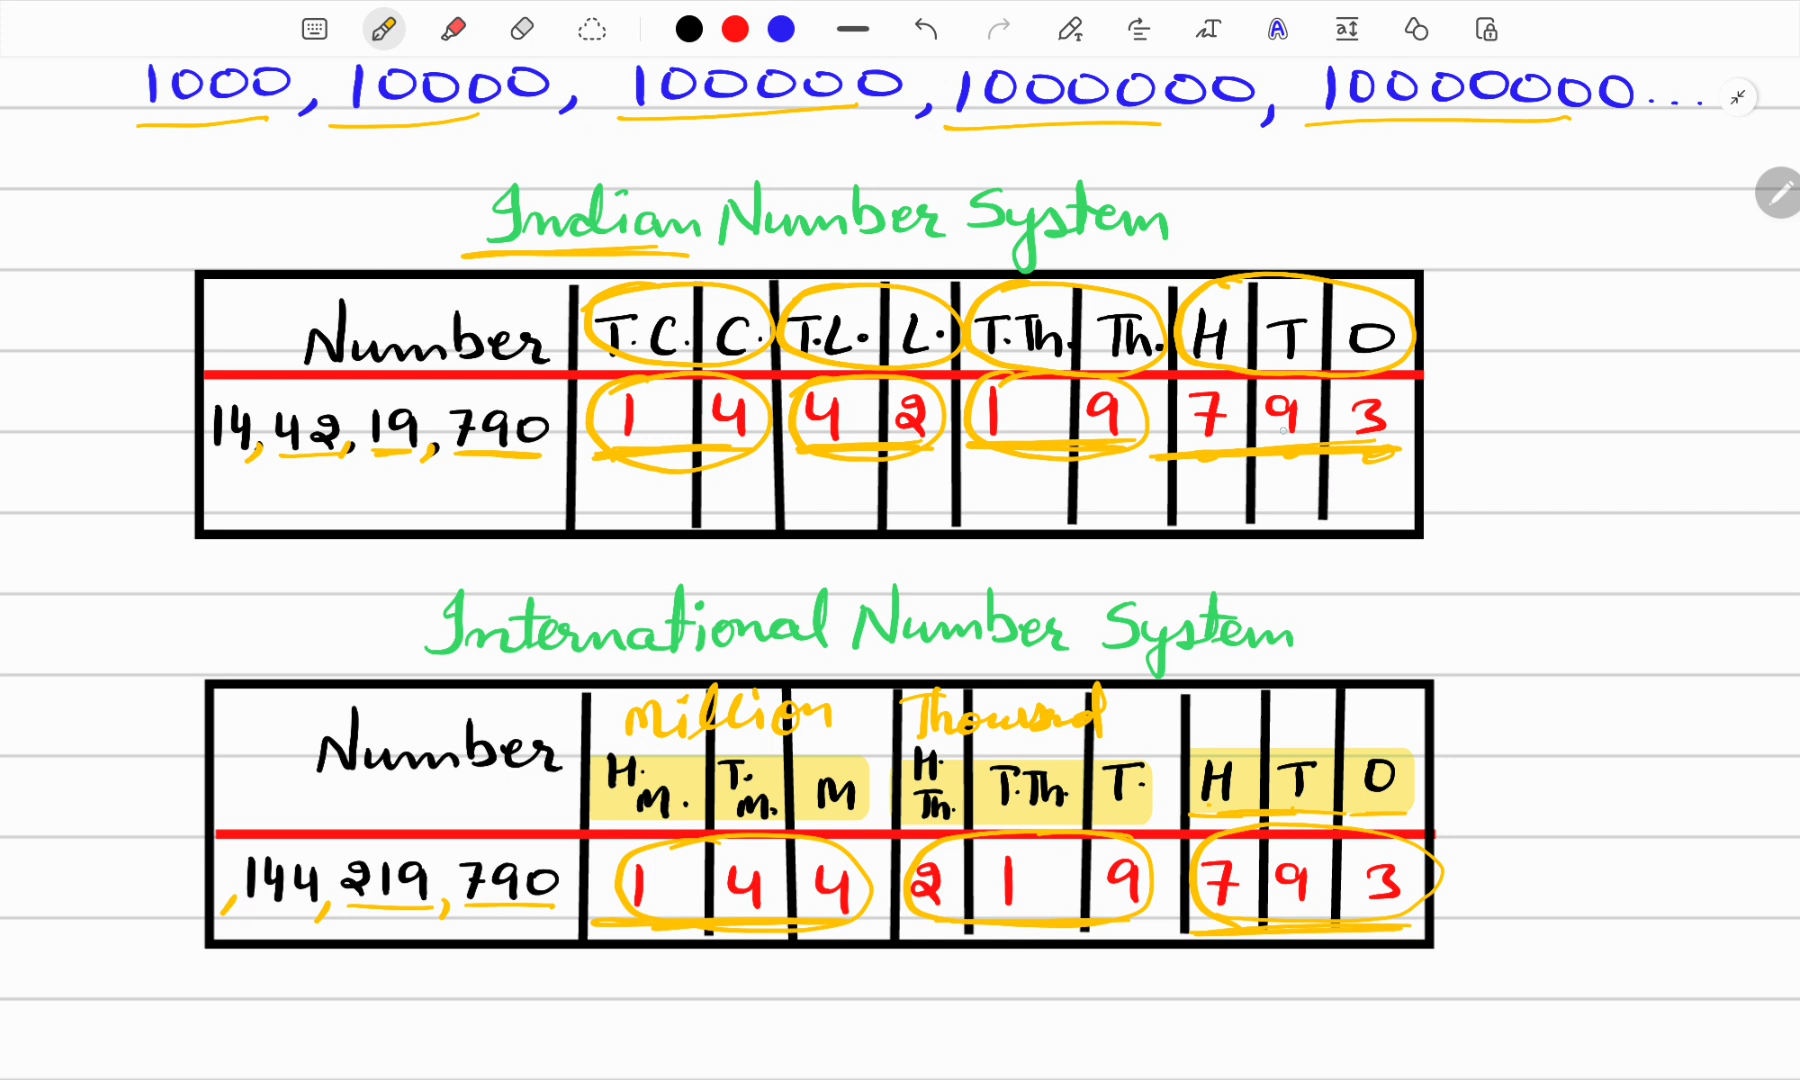 1000, 10000, 100000, 1000000, 10000000...
Indian Number System
Number T.C. C. T.L. L. T.Th. Th. H T O
14,42,19,790 1 4 4 2 1 9 7 9 3
International Number System
Million Thousand
Number H.M. T.M. M H.Th. T.Th. T. H T O
,144,219,790 1 4 4 2 1 9 7 9 3